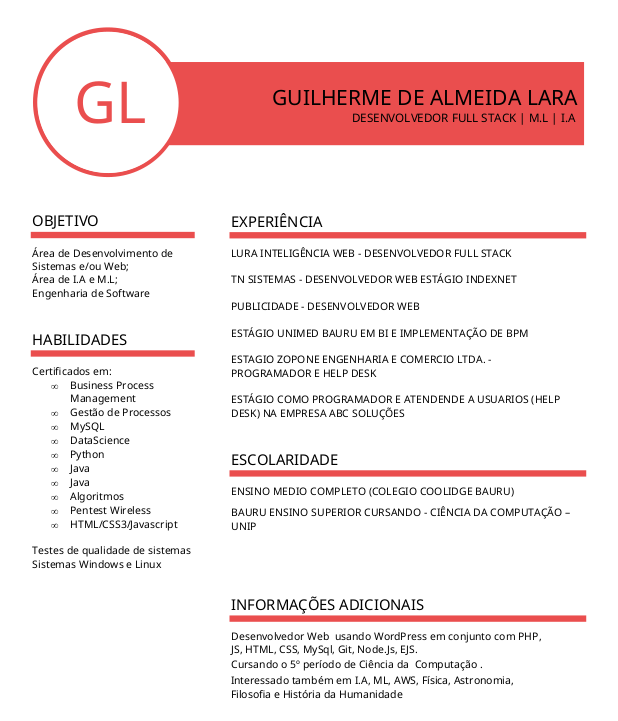 GL
GUILHERME DE ALMEIDA LARA
DESENVOLVEDOR FULL STACK | M.L | I.A
OBJETIVO
Área de Desenvolvimento de
Sistemas e/ou Web;
Área de I.A e M.L;
Engenharia de Software
HABILIDADES
Certificados em:
∞ Business Process
Management
∞ Gestão de Processos
∞ MySQL
∞ DataScience
∞ Python
∞ Java
∞ Java
∞ Algoritmos
∞ Pentest Wireless
∞ HTML/CSS3/Javascript
Testes de qualidade de sistemas
Sistemas Windows e Linux
EXPERIÊNCIA
LURA INTELIGÊNCIA WEB - DESENVOLVEDOR FULL STACK
TN SISTEMAS - DESENVOLVEDOR WEB ESTÁGIO INDEXNET
PUBLICIDADE - DESENVOLVEDOR WEB
ESTÁGIO UNIMED BAURU EM BI E IMPLEMENTAÇÃO DE BPM
ESTAGIO ZOPONE ENGENHARIA E COMERCIO LTDA. -
PROGRAMADOR E HELP DESK
ESTÁGIO COMO PROGRAMADOR E ATENDENDE A USUARIOS (HELP
DESK) NA EMPRESA ABC SOLUÇÕES
ESCOLARIDADE
ENSINO MEDIO COMPLETO (COLEGIO COOLIDGE BAURU)
BAURU ENSINO SUPERIOR CURSANDO - CIÊNCIA DA COMPUTAÇÃO –
UNIP
INFORMAÇÕES ADICIONAIS
Desenvolvedor Web  usando WordPress em conjunto com PHP,
JS, HTML, CSS, MySql, Git, Node.Js, EJS.
Cursando o 5º período de Ciência da  Computação .
Interessado também em I.A, ML, AWS, Física, Astronomia,
Filosofia e História da Humanidade